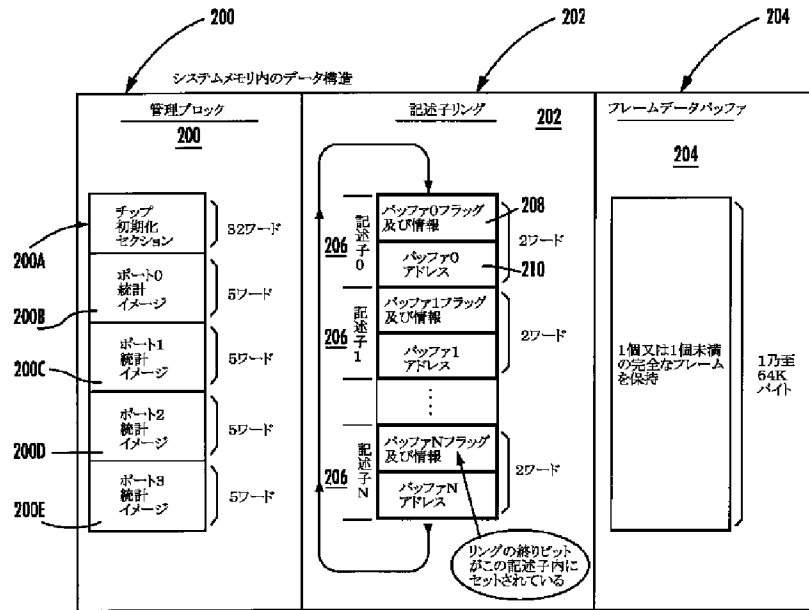 200
202
204
システムメモリ内のデータ構造
管理ブロック
200
200A
チップ
初期化
セクション
32ワード
200B
ポート0
統計
イメージ
5ワード
200C
ポート1
統計
イメージ
5ワード
200D
ポート2
統計
イメージ
5ワード
200E
ポート3
統計
イメージ
5ワード
記述子リング
202
206
記述子0
バッファ0フラッグ
及び情報
208
バッファ0
アドレス
210
2ワード
206
記述子1
バッファ1フラッグ
及び情報
バッファ1
アドレス
2ワード
206
記述子N
バッファNフラッグ
及び情報
バッファN
アドレス
2ワード
リングの終りビット
がこの記述子内に
セットされている
フレームデータバッファ
204
1個又は1個未満
の完全なフレーム
を保持
1乃至
64K
バイト